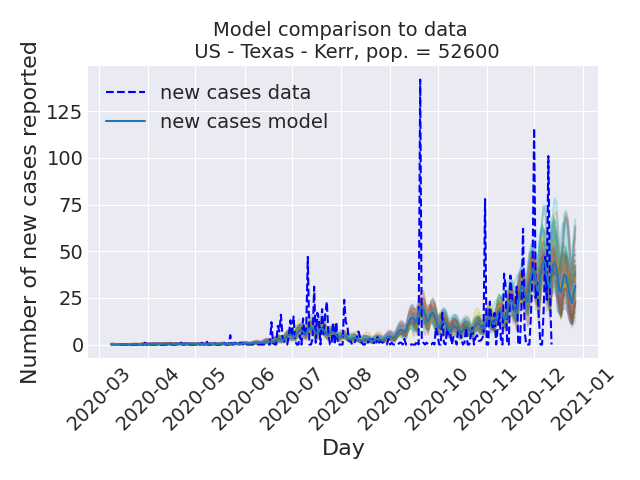 Model comparison to data
US - Texas - Kerr, pop. = 52600
Number of new cases reported
new cases data
new cases model
125
100
75
50
25
0
2020-03
2020-04
2020-05
2020-06
2020-07
2020-08
2020-09
2020-10
2020-11
2020-12
2021-01
Day